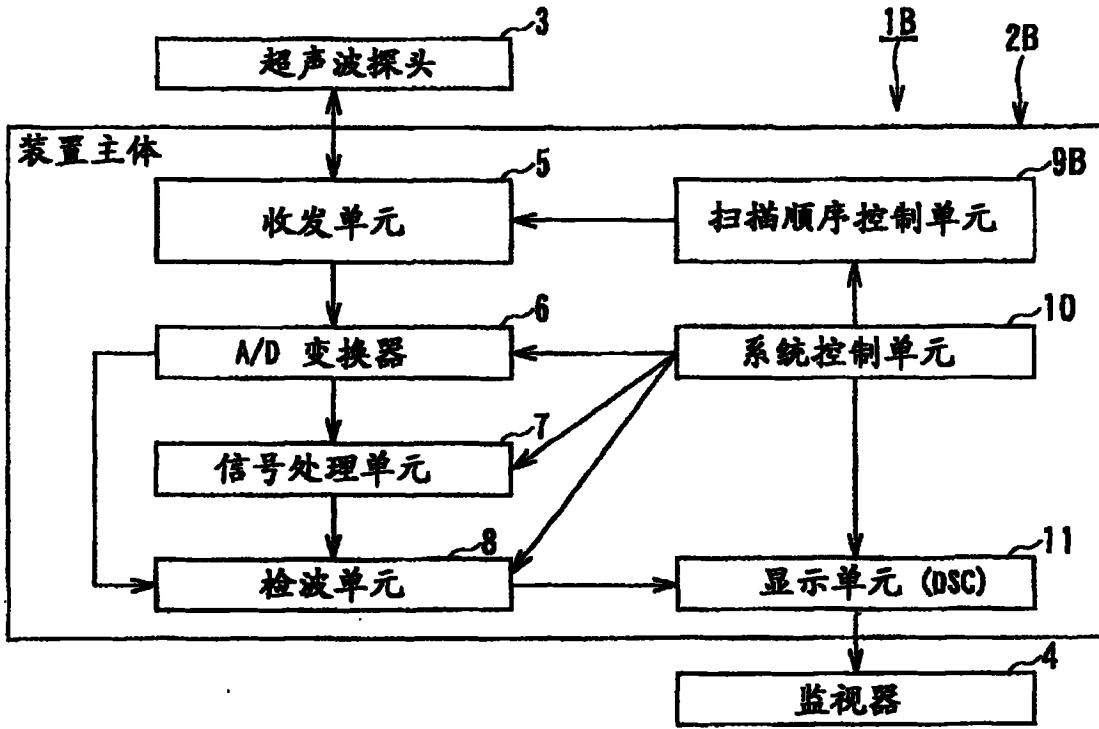 3
1B
2B
超声波探头
装置主体
5
9B
收发单元
扫描顺序控制单元
6
10
A/D 变换器
系统控制单元
7
信号处理单元
8
11
检波单元
显示单元 (DSC)
4
监视器